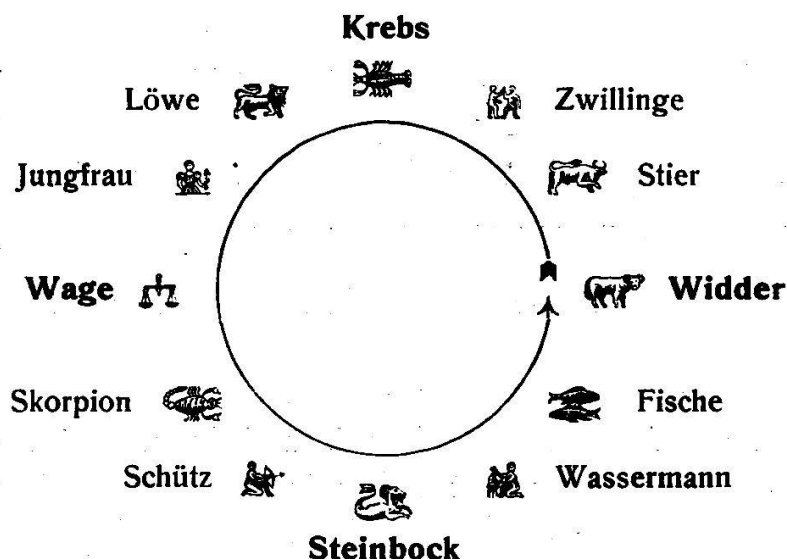 Krebs
Löwe
Zwillinge
Jungfrau
Stier
Wage
Widder
Skorpion
Fische
Schütz
Wassermann
Steinbock